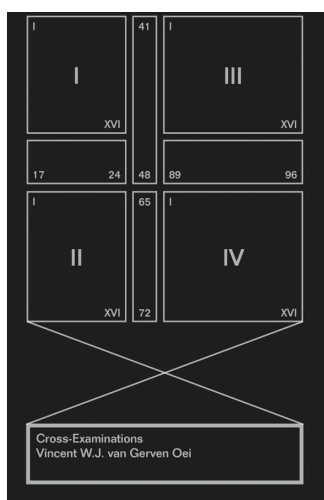 I 41 I
I III
XVI XVI
17 24 48 89 96
I 65 I
II IV
XVI 72 XVI
Cross-Examinations
Vincent W.J. van Gerven Oei